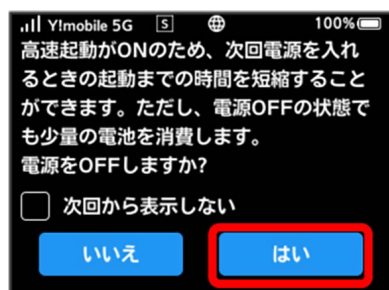 Y!mobile 5G S 100%
高速起動がONのため、次回電源を入れ
るときの起動までの時間を短縮すること
ができます。ただし、電源OFFの状態で
も少量の電池を消費します。
電源をOFFしますか?
次回から表示しない
いいえ はい